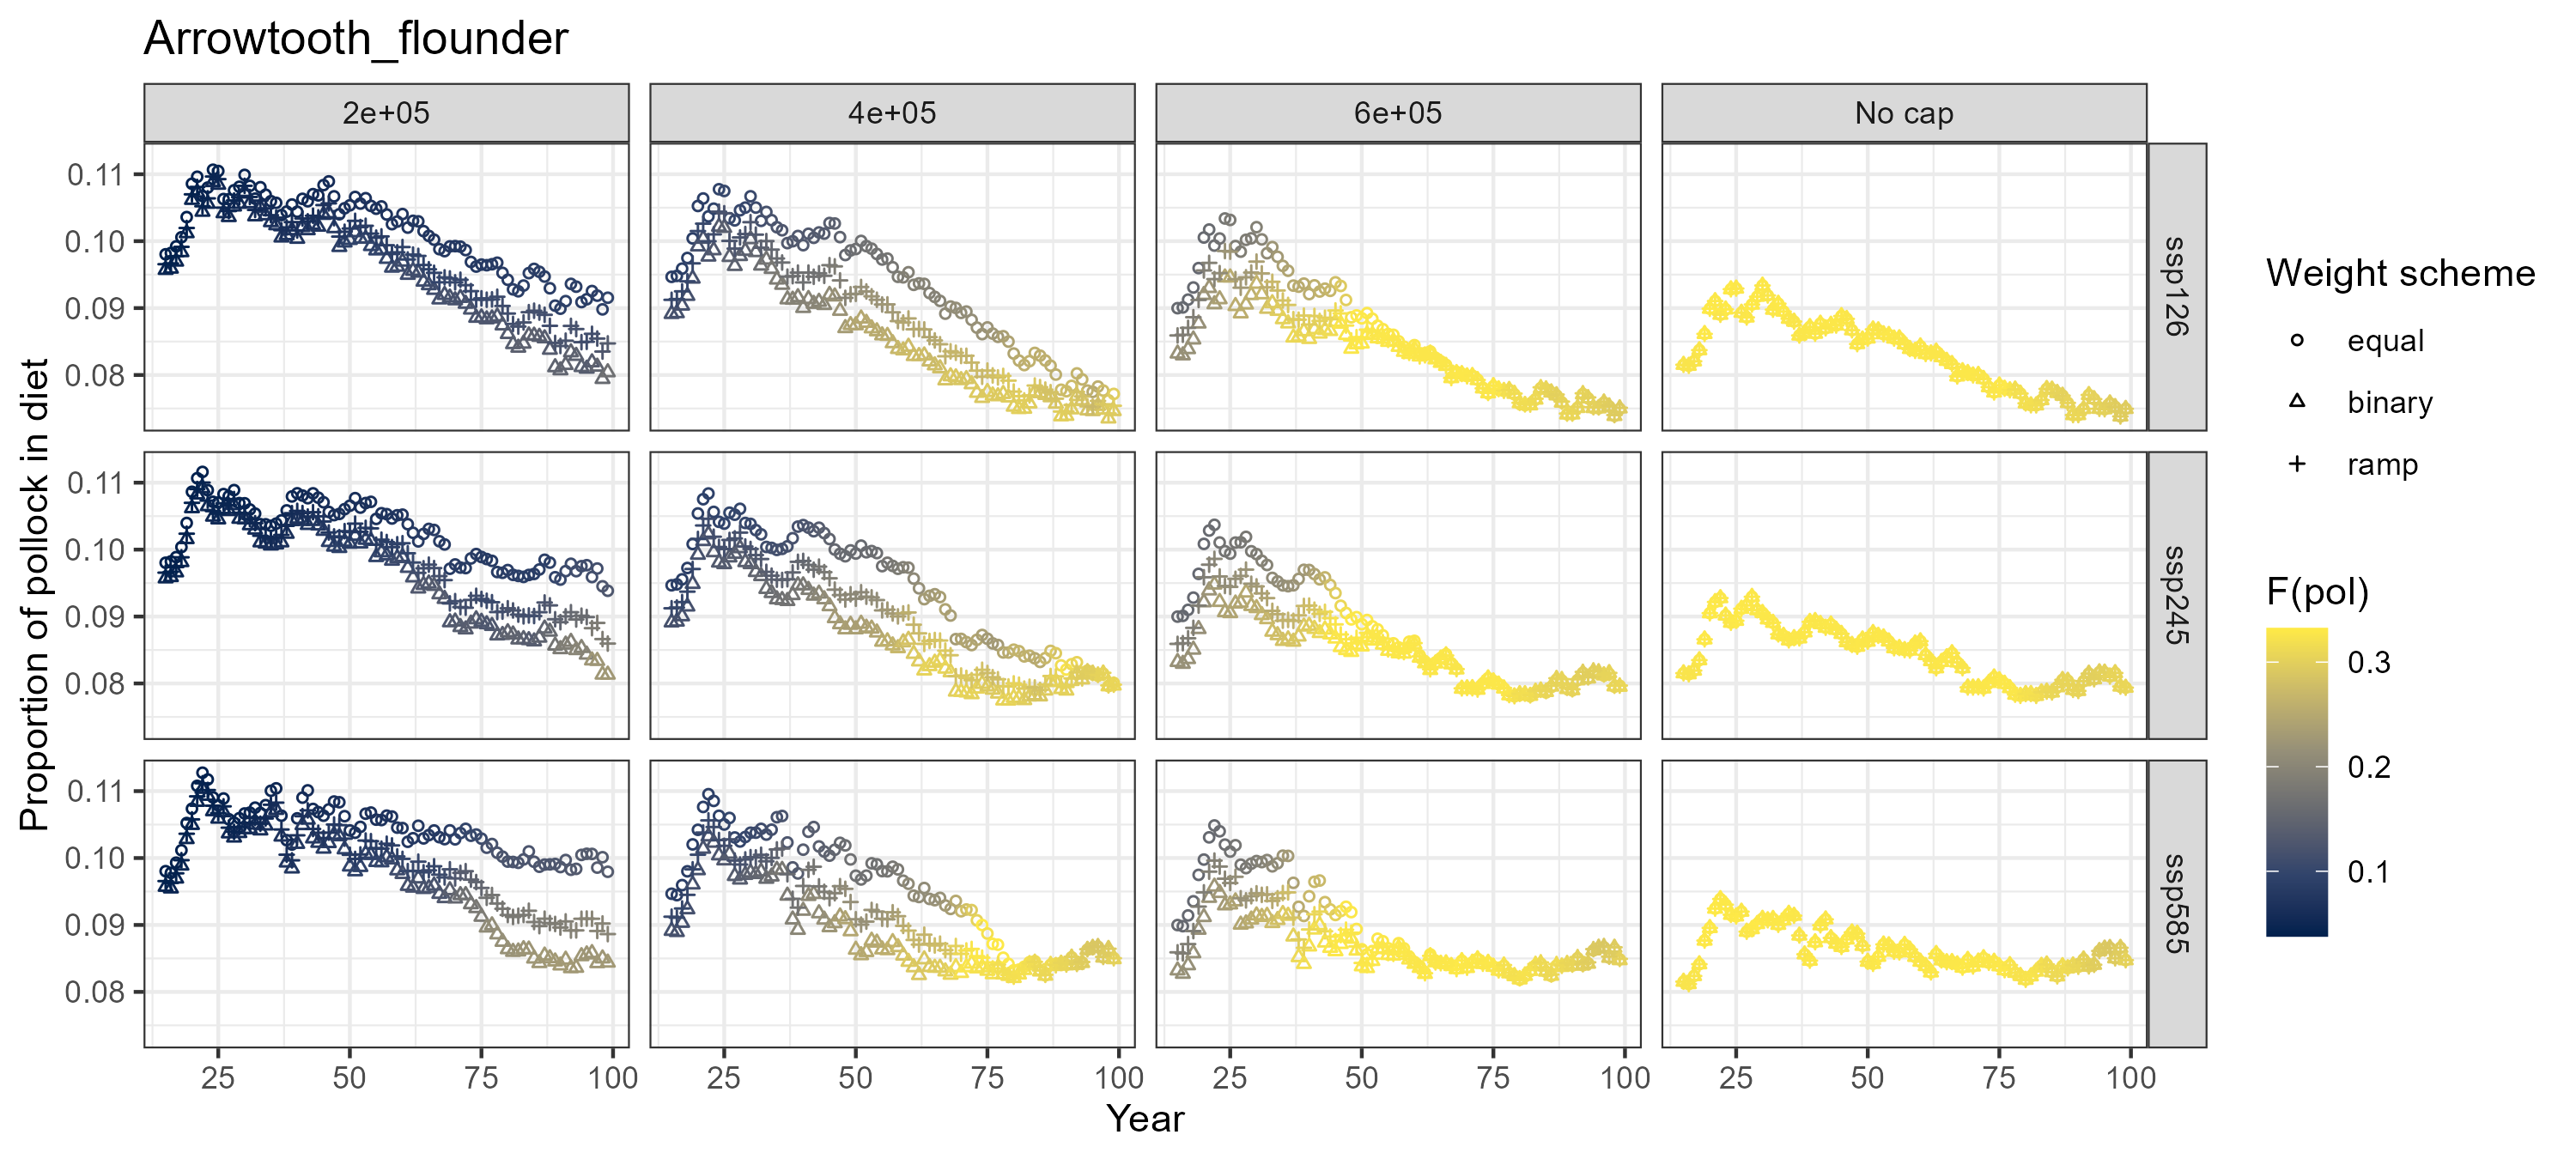 Arrowtooth_flounder
2e+05 4e+05 6e+05 No cap
Proportion of pollock in diet
0.11
0.10
0.09
0.08
ssp126
0.11
0.10
0.09
0.08
ssp245
0.11
0.10
0.09
0.08
ssp585
25 50 75 100 25 50 75 100 25 50 75 100 25 50 75 100
Year
Weight scheme
equal
binary
ramp
F(pol)
0.3
0.2
0.1